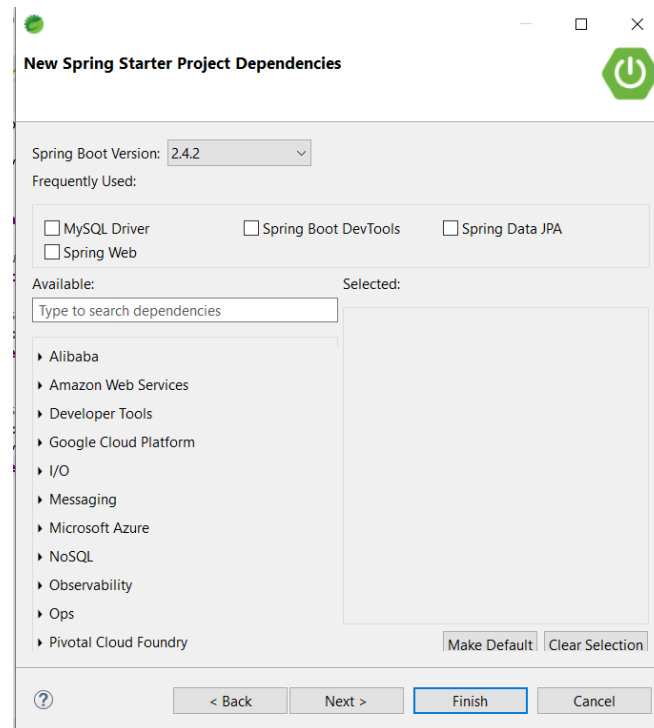 New Spring Starter Project Dependencies
Spring Boot Version: 2.4.2
Frequently Used:
MySQL Driver Spring Boot DevTools Spring Data JPA
Spring Web
Available: Selected:
Type to search dependencies
Alibaba
Amazon Web Services
Developer Tools
Google Cloud Platform
I/O
Messaging
Microsoft Azure
NoSQL
Observability
Ops
Pivotal Cloud Foundry
Make Default Clear Selection
? < Back Next > Finish Cancel